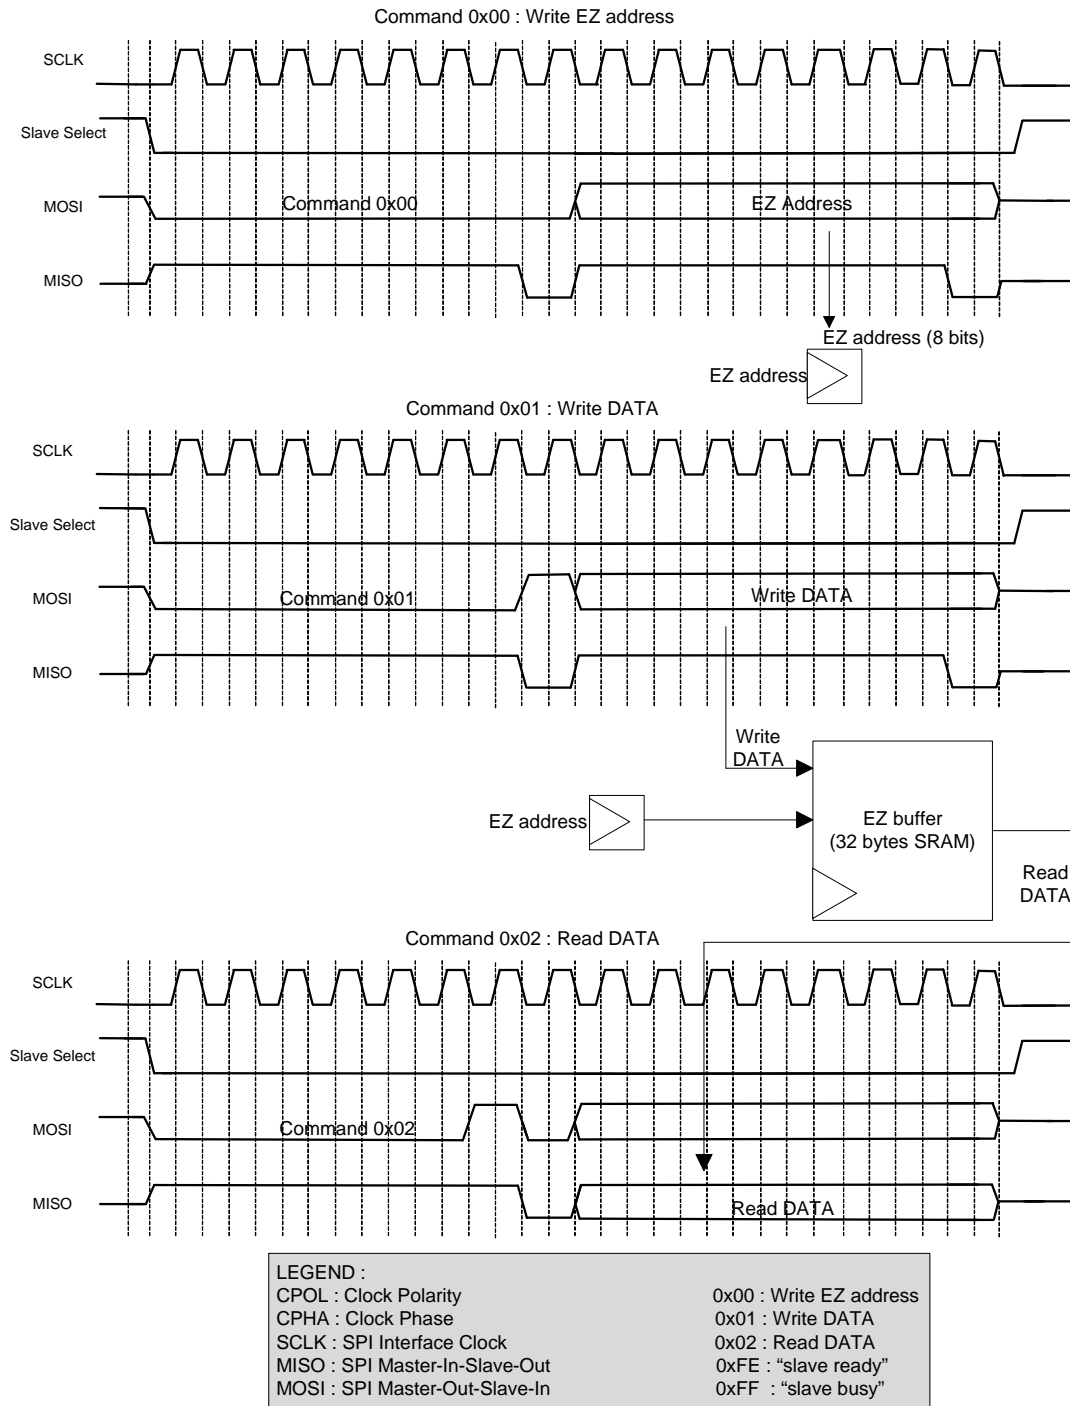 Command 0x00 : Write EZ address
SCLK
Slave Select
MOSI
Command 0x00
EZ Address
MISO
EZ address (8 bits)
EZ address
Command 0x01 : Write DATA
SCLK
Slave Select
MOSI
Command 0x01
Write DATA
MISO
Write
DATA
EZ address
EZ buffer
(32 bytes SRAM)
Read
DATA
Command 0x02 : Read DATA
SCLK
Slave Select
MOSI
Command 0x02
MISO
Read DATA
LEGEND :
CPOL : Clock Polarity
0x00 : Write EZ address
CPHA : Clock Phase
0x01 : Write DATA
SCLK : SPI Interface Clock
0x02 : Read DATA
MISO : SPI Master-In-Slave-Out
0xFE : “slave ready”
MOSI : SPI Master-Out-Slave-In
0xFF : “slave busy”